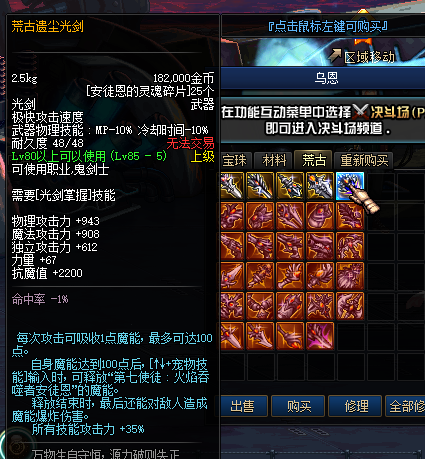 荒古遗尘光剑
2.5kg 182,000金币
[安徒恩的灵魂碎片]25个
光剑 武器
极快攻击速度
武器物理技能 : MP-10% 冷却时间-10%
耐久度 48/48 无法交易
Lv80以上可以使用 (Lv85 - 5) 上级
可使用职业,鬼剑士
需要[光剑掌握]技能
物理攻击力 +943
魔法攻击力 +908
独立攻击力 +612
力量 +67
抗魔值 +2200
命中率 -1%
每次攻击可吸收1点魔能, 最多可达100
点。
自身魔能达到100点后, [↑↓+宠物技
能]输入时, 可释放“第七使徒 : 火焰吞
噬者安徒恩”的魔能。
释放结束时, 最后还能对敌人造成
魔能爆炸伤害。
所有技能攻击力 +35%
万物生自守恒, 源力破则失正
『点击鼠标左键可购买』
区域移动
乌恩
在功能互动菜单中选择 决斗场(P
即可进入决斗场频道 .
宝珠 材料 荒古 重新购买
出售 购买 修理 全部修